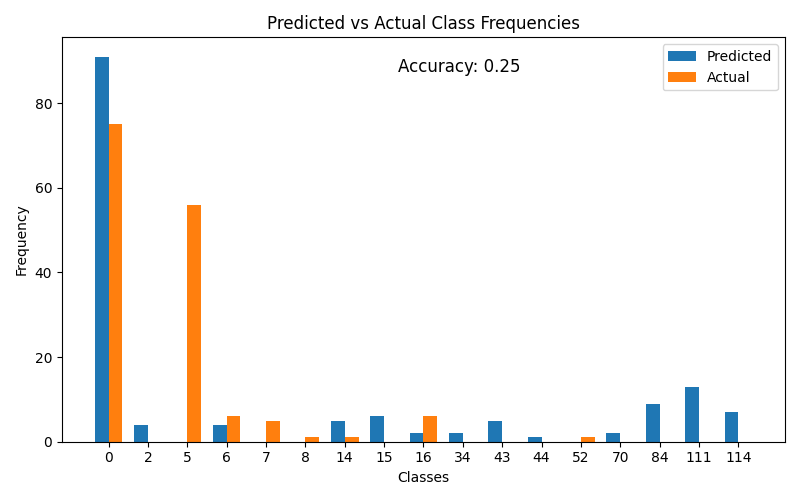 Predicted vs Actual Class Frequencies
Accuracy: 0.25
Predicted
Actual
80
60
40
20
0
Frequency
0 2 5 6 7 8 14 15 16 34 43 44 52 70 84 111 114
Classes